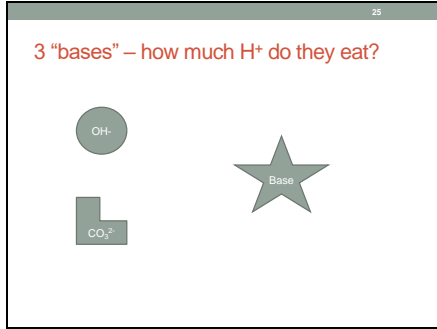 25
3 “bases” – how much H⁺ do they eat?
OH-
Base
CO₃²⁻